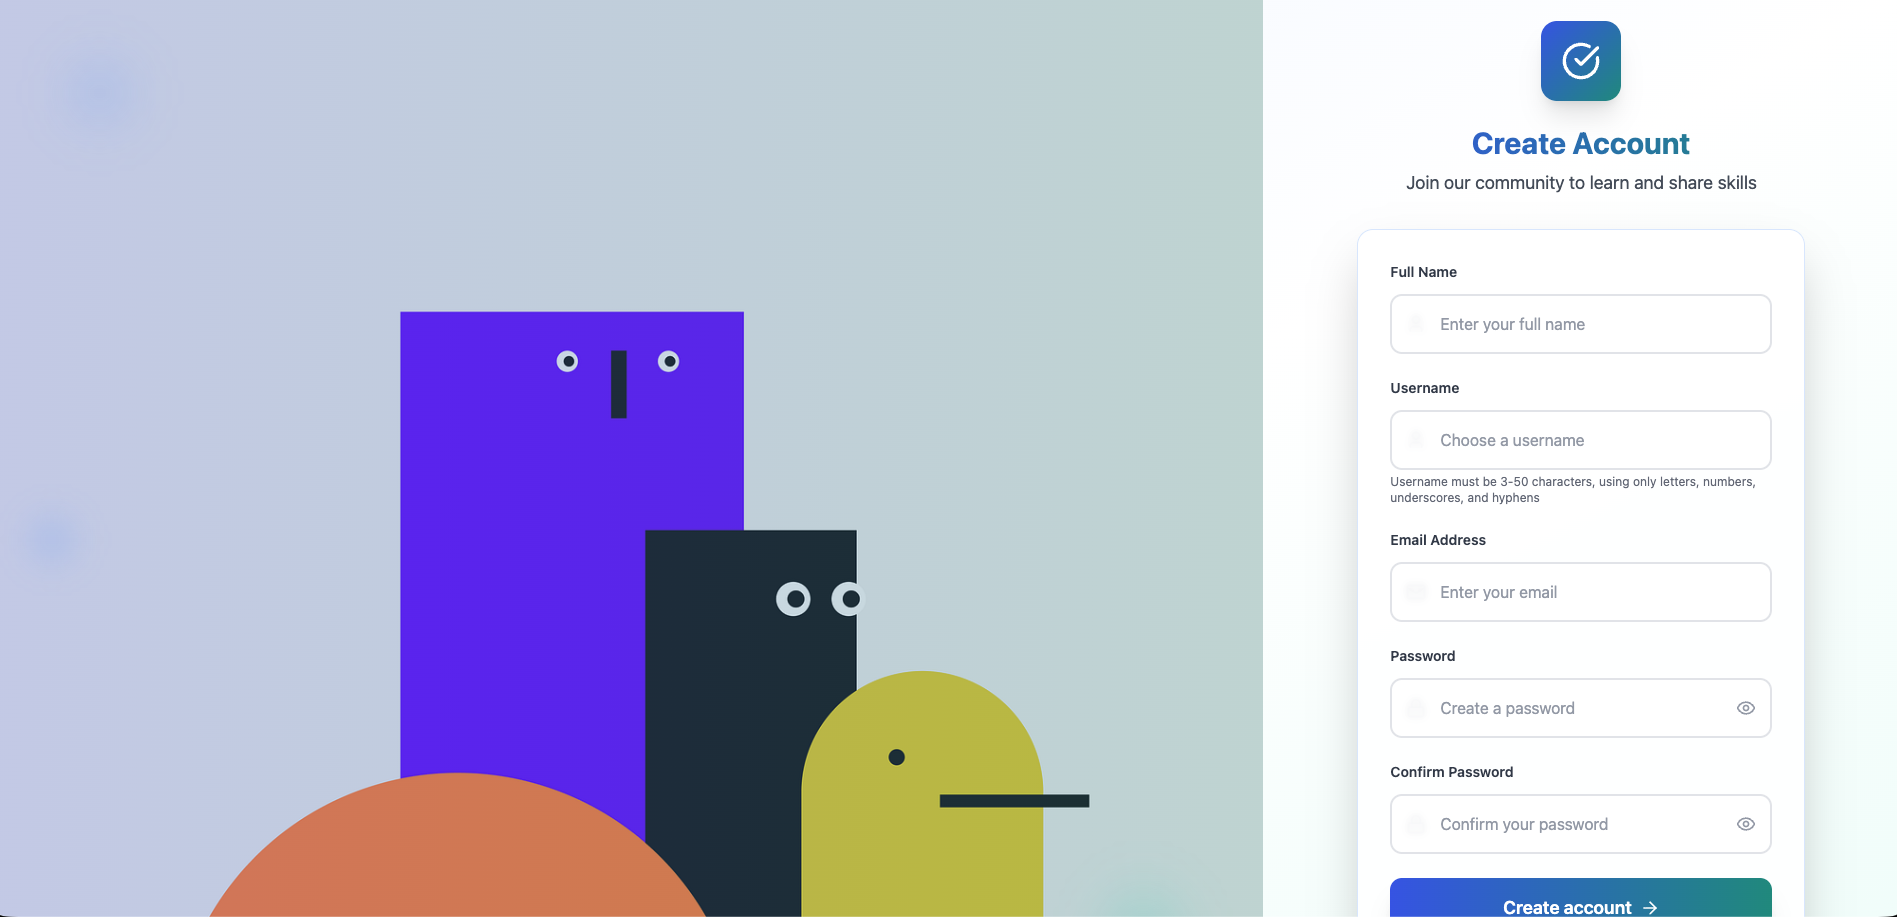 Create Account
Join our community to learn and share skills
Full Name
Enter your full name
Username
Choose a username
Username must be 3-50 characters, using only letters, numbers,
underscores, and hyphens
Email Address
Enter your email
Password
Create a password
Confirm Password
Confirm your password
Create account